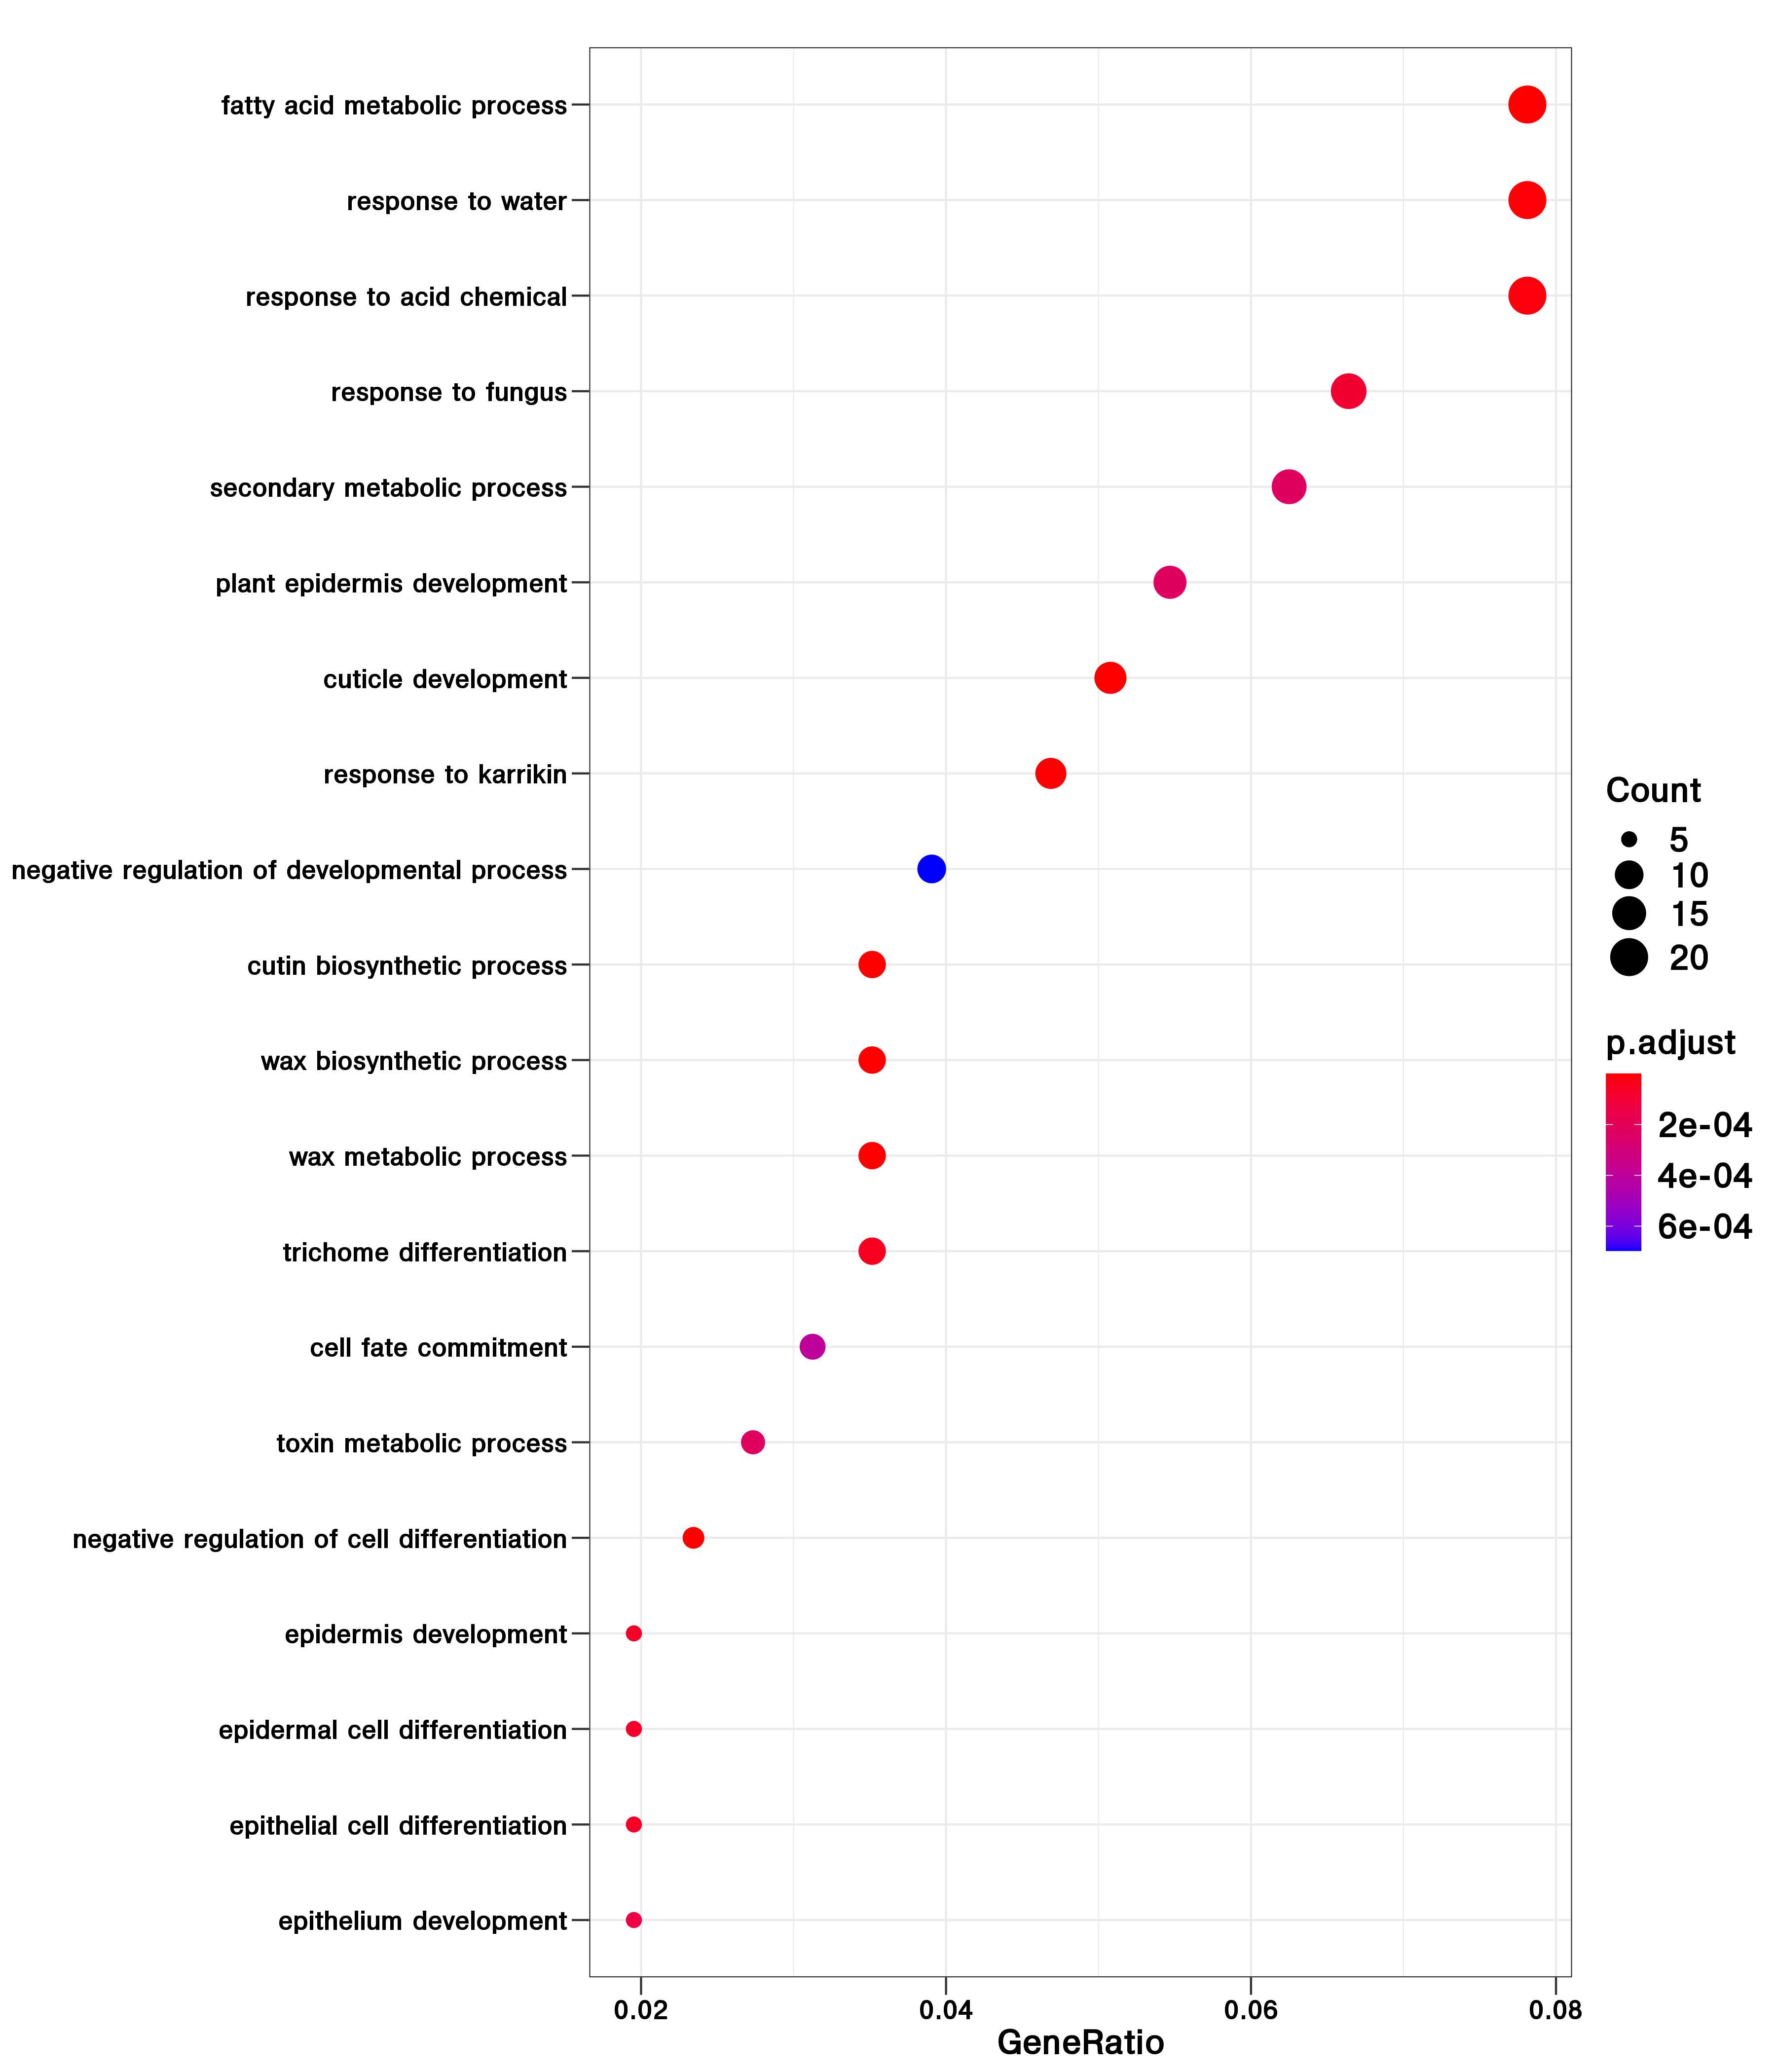 fatty acid metabolic process
response to water
response to acid chemical
response to fungus
secondary metabolic process
plant epidermis development
cuticle development
response to karrikin
negative regulation of developmental process
cutin biosynthetic process
wax biosynthetic process
wax metabolic process
trichome differentiation
cell fate commitment
toxin metabolic process
negative regulation of cell differentiation
epidermis development
epidermal cell differentiation
epithelial cell differentiation
epithelium development
0.02 0.04 0.06 0.08
GeneRatio
Count
5
10
15
20
p.adjust
2e-04
4e-04
6e-04